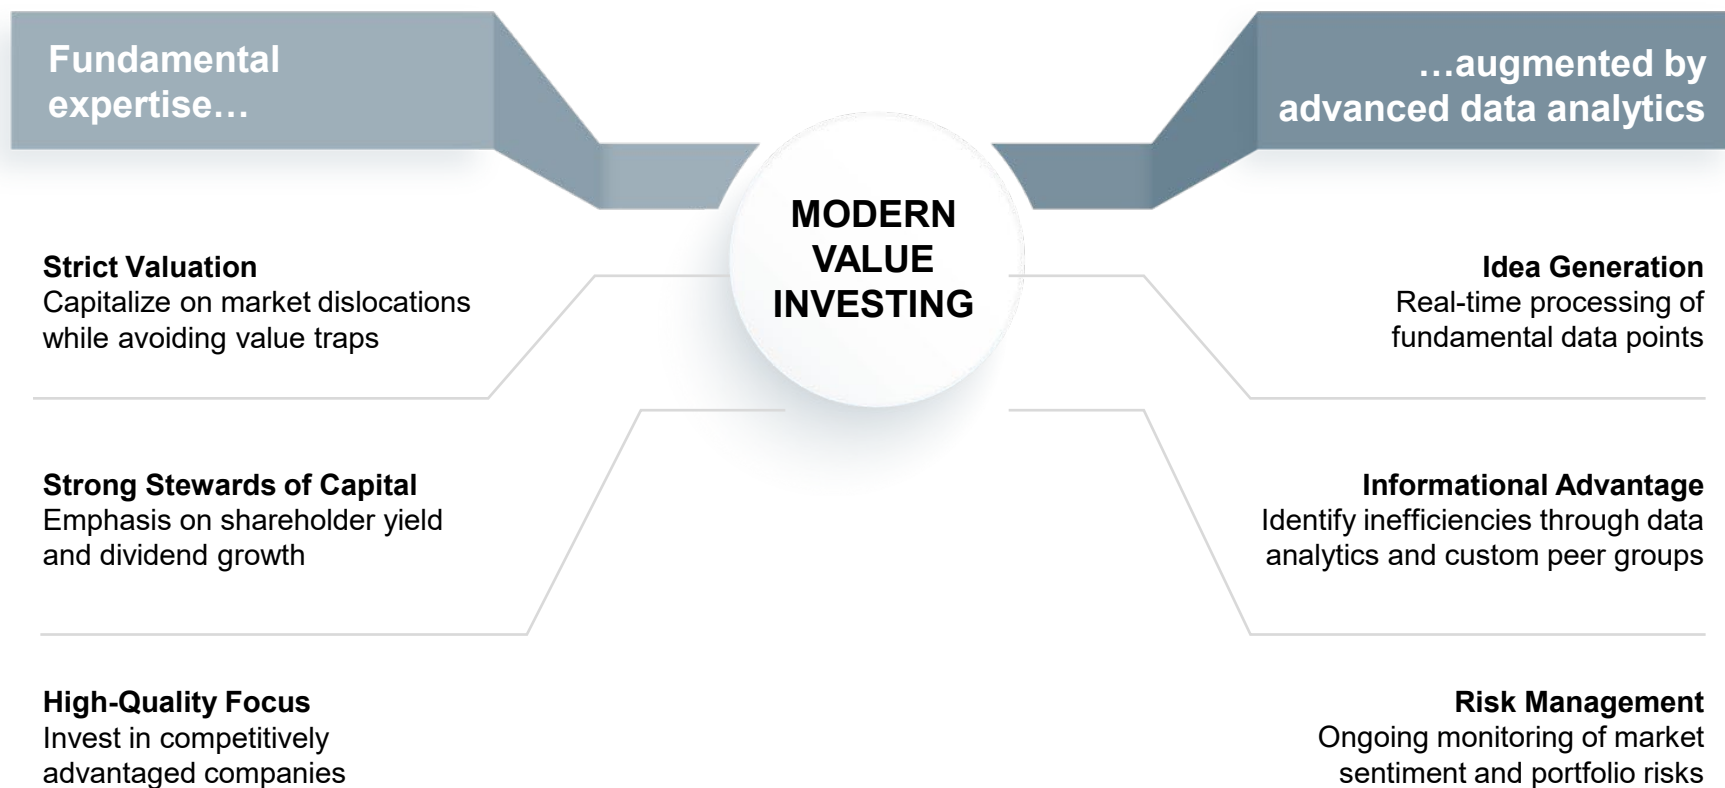 Fundamental
expertise…
…augmented by
advanced data analytics
MODERN
VALUE
INVESTING
Strict Valuation
Capitalize on market dislocations
while avoiding value traps
Strong Stewards of Capital
Emphasis on shareholder yield
and dividend growth
High-Quality Focus
Invest in competitively
advantaged companies
Idea Generation
Real-time processing of
fundamental data points
Informational Advantage
Identify inefficiencies through data
analytics and custom peer groups
Risk Management
Ongoing monitoring of market
sentiment and portfolio risks